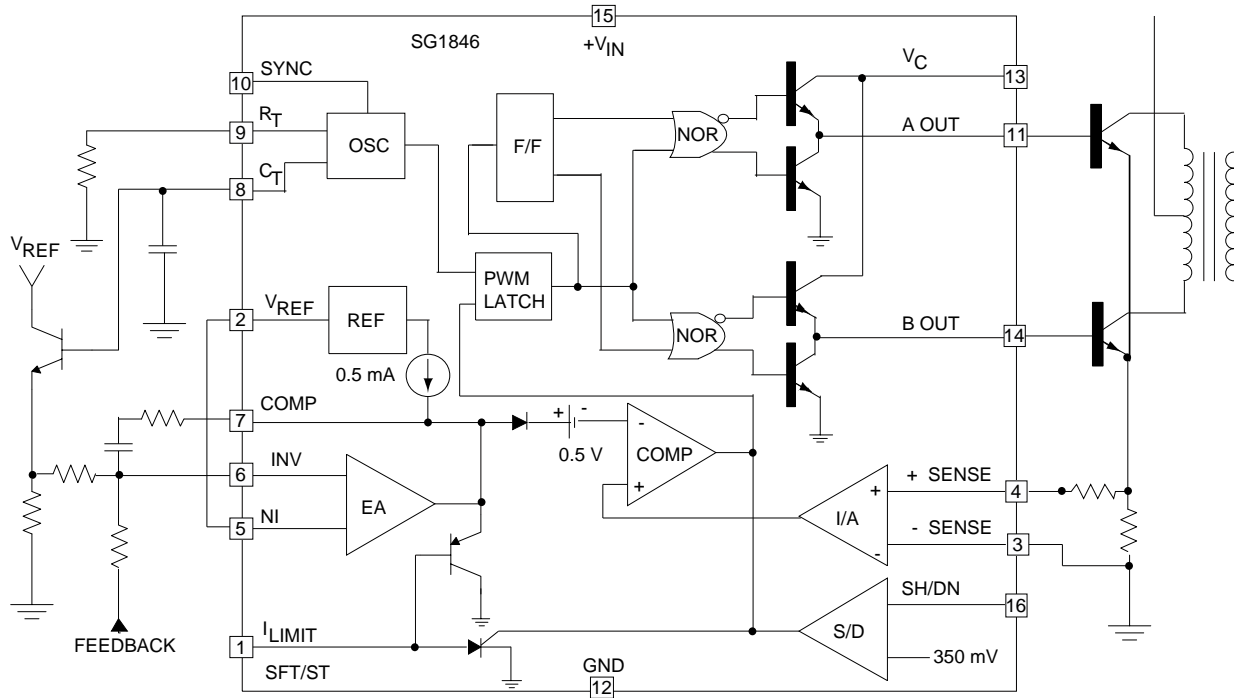 15
SG1846
+VIN
10
SYNC
VC
13
9
RT
OSC
F/F
NOR
A OUT
11
8
CT
VREF
PWM
LATCH
2
VREF
REF
NOR
B OUT
14
0.5 mA
7
COMP
+
-
0.5 V
-
COMP
+
6
INV
EA
5
NI
+
I/A
-
+ SENSE
4
- SENSE
3
SH/DN
16
S/D
350 mV
FEEDBACK
1
ILIMIT
SFT/ST
GND
12